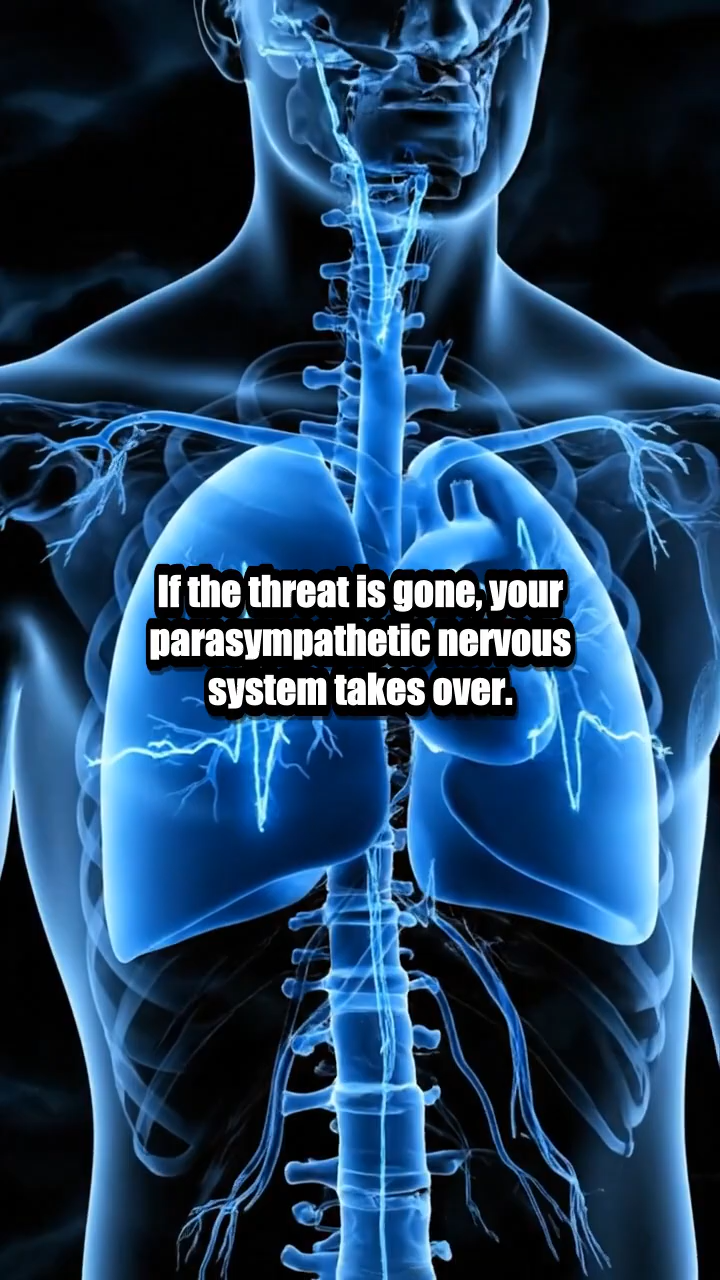 If the threat is gone, your
parasympathetic nervous
system takes over.